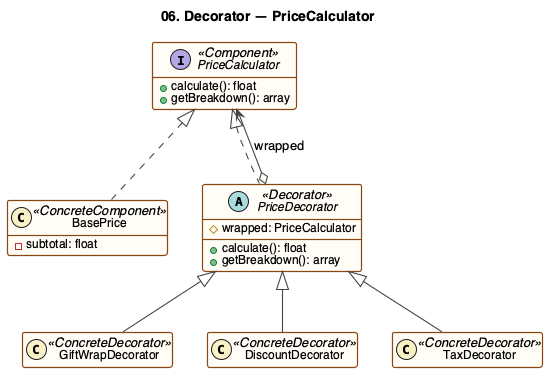 06. Decorator — PriceCalculator
I
«Component»
PriceCalculator
calculate(): float
getBreakdown(): array
wrapped
C
«ConcreteComponent»
BasePrice
subtotal: float
A
«Decorator»
PriceDecorator
wrapped: PriceCalculator
calculate(): float
getBreakdown(): array
C
«ConcreteDecorator»
GiftWrapDecorator
C
«ConcreteDecorator»
DiscountDecorator
C
«ConcreteDecorator»
TaxDecorator